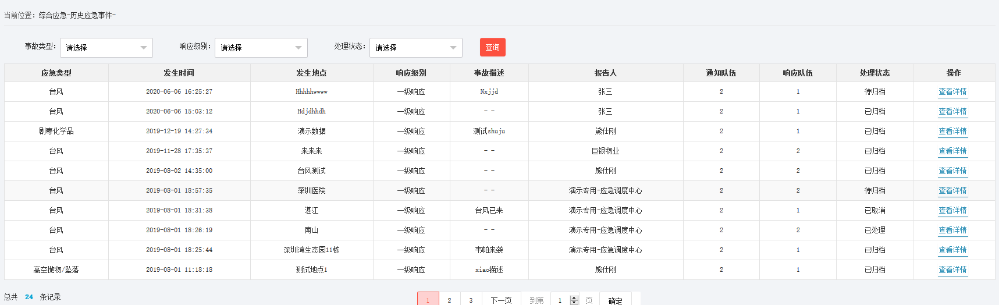 当前位置：综合应急-历史应急事件-
事故类型： 请选择 响应级别： 请选择 处理状态： 请选择 查询
应急类型 发生时间 发生地点 响应级别 事故描述 报告人 通知队伍 响应队伍 处理状态 操作
台风 2020-06-06 16:25:27 Hhhhhwwww 一级响应 Nxjjd 张三 2 1 待归档 查看详情
台风 2020-06-06 15:03:12 Hdjdhhdh 一级响应 - - 张三 2 1 已归档 查看详情
剧毒化学品 2019-12-19 14:27:34 演示数据 一级响应 测试shuju 熊仕刚 2 1 已归档 查看详情
台风 2019-11-28 17:35:37 来来来 一级响应 - - 巨银物业 2 2 已归档 查看详情
台风 2019-08-02 14:35:00 台风测试 一级响应 - - 熊仕刚 2 2 已归档 查看详情
台风 2019-08-01 18:57:35 深圳医院 一级响应 - - 演示专用-应急调度中心 2 2 待归档 查看详情
台风 2019-08-01 18:31:38 湛江 一级响应 台风已来 演示专用-应急调度中心 2 1 已取消 查看详情
台风 2019-08-01 18:26:19 南山 一级响应 - - 演示专用-应急调度中心 2 2 已处理 查看详情
台风 2019-08-01 18:25:44 深圳湾生态园11栋 一级响应 韦帕来袭 演示专用-应急调度中心 2 1 已归档 查看详情
高空抛物/坠落 2019-08-01 11:18:18 测试地点1 一级响应 xiao描述 熊仕刚 2 1 已归档 查看详情
总共 24 条记录 1 2 3 下一页 到第 1 页 确定